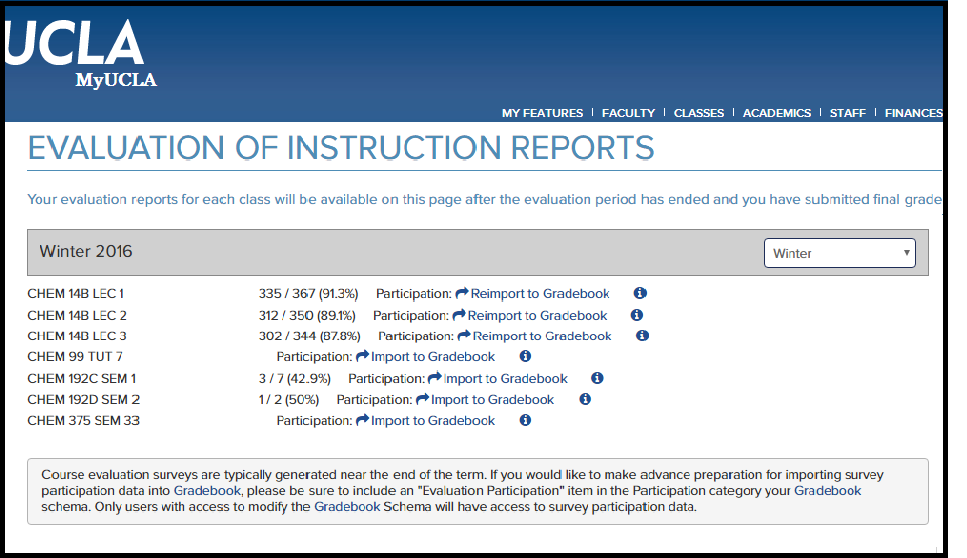 UCLA
MyUCLA
MY FEATURES | FACULTY | CLASSES | ACADEMICS | STAFF | FINANCES
EVALUATION OF INSTRUCTION REPORTS
Your evaluation reports for each class will be available on this page after the evaluation period has ended and you have submitted final grade
Winter 2016 Winter
CHEM 14B LEC 1 335 / 367 (91.3%) Participation: Reimport to Gradebook
CHEM 14B LEC 2 312 / 350 (89.1%) Participation: Reimport to Gradebook
CHEM 14B LEC 3 302 / 344 (87.8%) Participation: Reimport to Gradebook
CHEM 99 TUT 7 Participation: Import to Gradebook
CHEM 192C SEM 1 3 / 7 (42.9%) Participation: Import to Gradebook
CHEM 192D SEM 2 1 / 2 (50%) Participation: Import to Gradebook
CHEM 375 SEM 33 Participation: Import to Gradebook
Course evaluation surveys are typically generated near the end of the term. If you would like to make advance preparation for importing survey
participation data into Gradebook, please be sure to include an "Evaluation Participation" item in the Participation category your Gradebook
schema. Only users with access to modify the Gradebook Schema will have access to survey participation data.